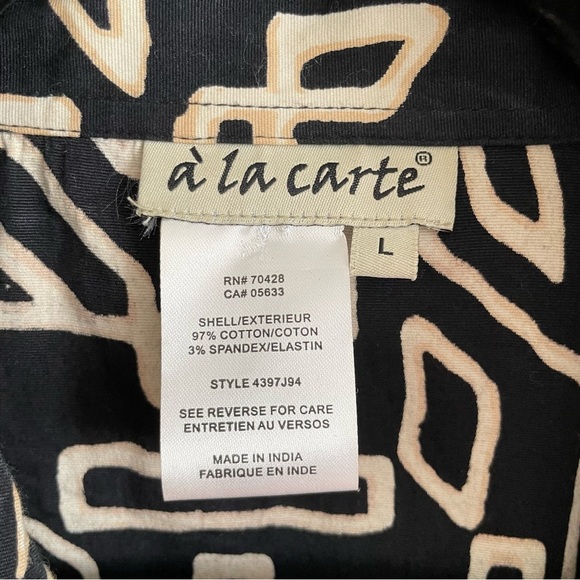 à la carte®
L
RN# 70428
CA# 05633
SHELL/EXTERIEUR
97% COTTON/COTON
3% SPANDEX/ELASTIN
STYLE 4397J94
SEE REVERSE FOR CARE
ENTRETIEN AU VERSOS
MADE IN INDIA
FABRIQUE EN INDE